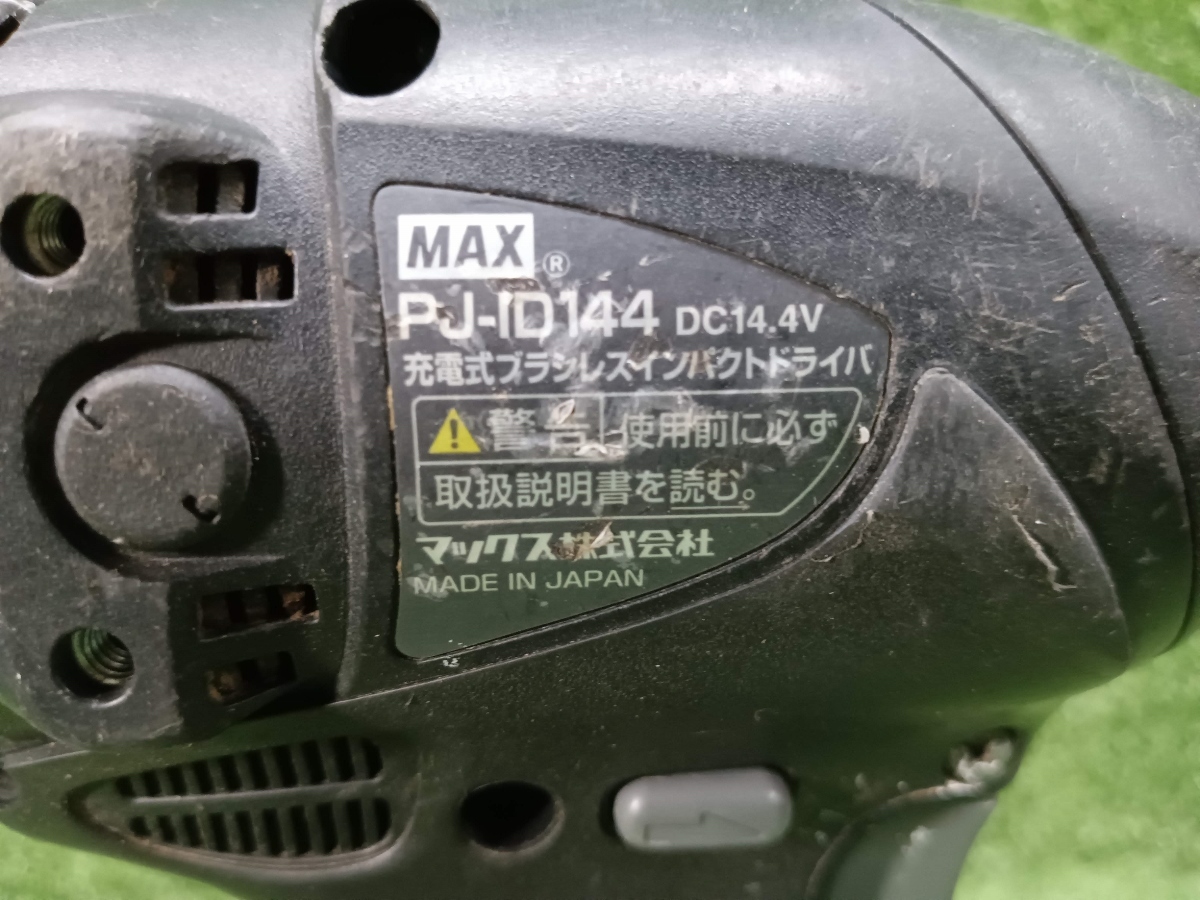 MAX®
PJ-ID144 DC14.4V
充電式ブラシレスインパクトドライバ
警告 使用前に必ず
取扱説明書を読む。
マックス株式会社
MADE IN JAPAN